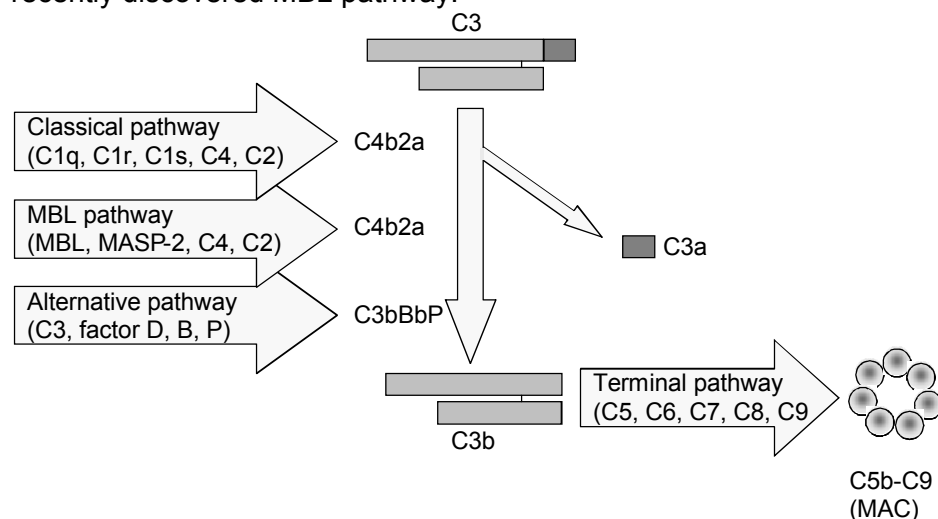 recently discovered MBL pathway.
C3
Classical pathway
(C1q, C1r, C1s, C4, C2)
C4b2a
MBL pathway
(MBL, MASP-2, C4, C2)
C4b2a
C3a
Alternative pathway
(C3, factor D, B, P)
C3bBbP
Terminal pathway
(C5, C6, C7, C8, C9
C3b
C5b-C9
(MAC)